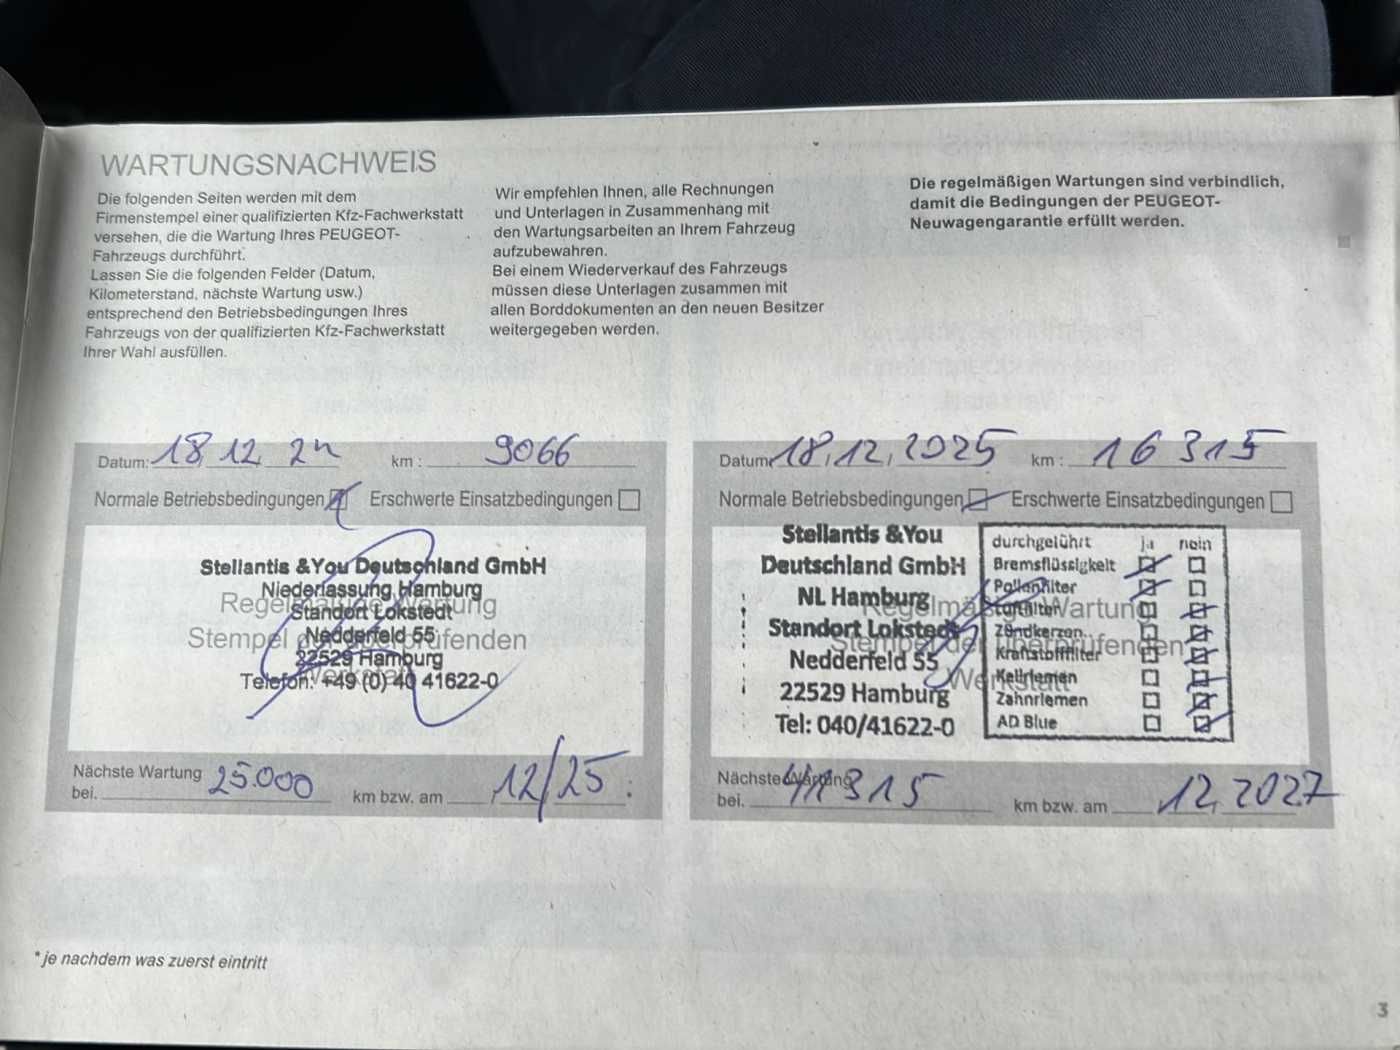 WARTUNGSNACHWEIS
Die folgenden Seiten werden mit dem
Firmenstempel einer qualifizierten Kfz-Fachwerkstatt
versehen, die die Wartung Ihres PEUGEOT-
Fahrzeugs durchführt.
Lassen Sie die folgenden Felder (Datum,
Kilometerstand, nächste Wartung usw.)
entsprechend den Betriebsbedingungen Ihres
Fahrzeugs von der qualifizierten Kfz-Fachwerkstatt
Ihrer Wahl ausfüllen.
Wir empfehlen Ihnen, alle Rechnungen
und Unterlagen in Zusammenhang mit
den Wartungsarbeiten an Ihrem Fahrzeug
aufzubewahren.
Bei einem Wiederverkauf des Fahrzeugs
müssen diese Unterlagen zusammen mit
allen Borddokumenten an den neuen Besitzer
weitergegeben werden.
Die regelmäßigen Wartungen sind verbindlich,
damit die Bedingungen der PEUGEOT-
Neuwagengarantie erfüllt werden.
Datum: 18.12.24 km: 9066
Normale Betriebsbedingungen Erschwerte Einsatzbedingungen
Stellantis &You Deutschland GmbH
Niederlassung Hamburg
Standort Lokstedt
Nedderfeld 55
22529 Hamburg
Telefon: +49 (0) 40 41622-0
Nächste Wartung
bei. 25.000 km bzw. am 12/25.
Datum 18.12.2025 km: 16315
Normale Betriebsbedingungen Erschwerte Einsatzbedingungen
Stellantis &You
Deutschland GmbH
NL Hamburg
Standort Lokstedt
Nedderfeld 55
22529 Hamburg
Tel: 040/41622-0
durchgeführt ja nein
Bremsflüssigkeit
Pollenfilter
Luftfilter
Zündkerzen
Kraftstofffilter
Keilriemen
Zahnriemen
AD Blue
Nächste Wartung
bei. 41315 km bzw. am 12.2027
*je nachdem was zuerst eintritt
3